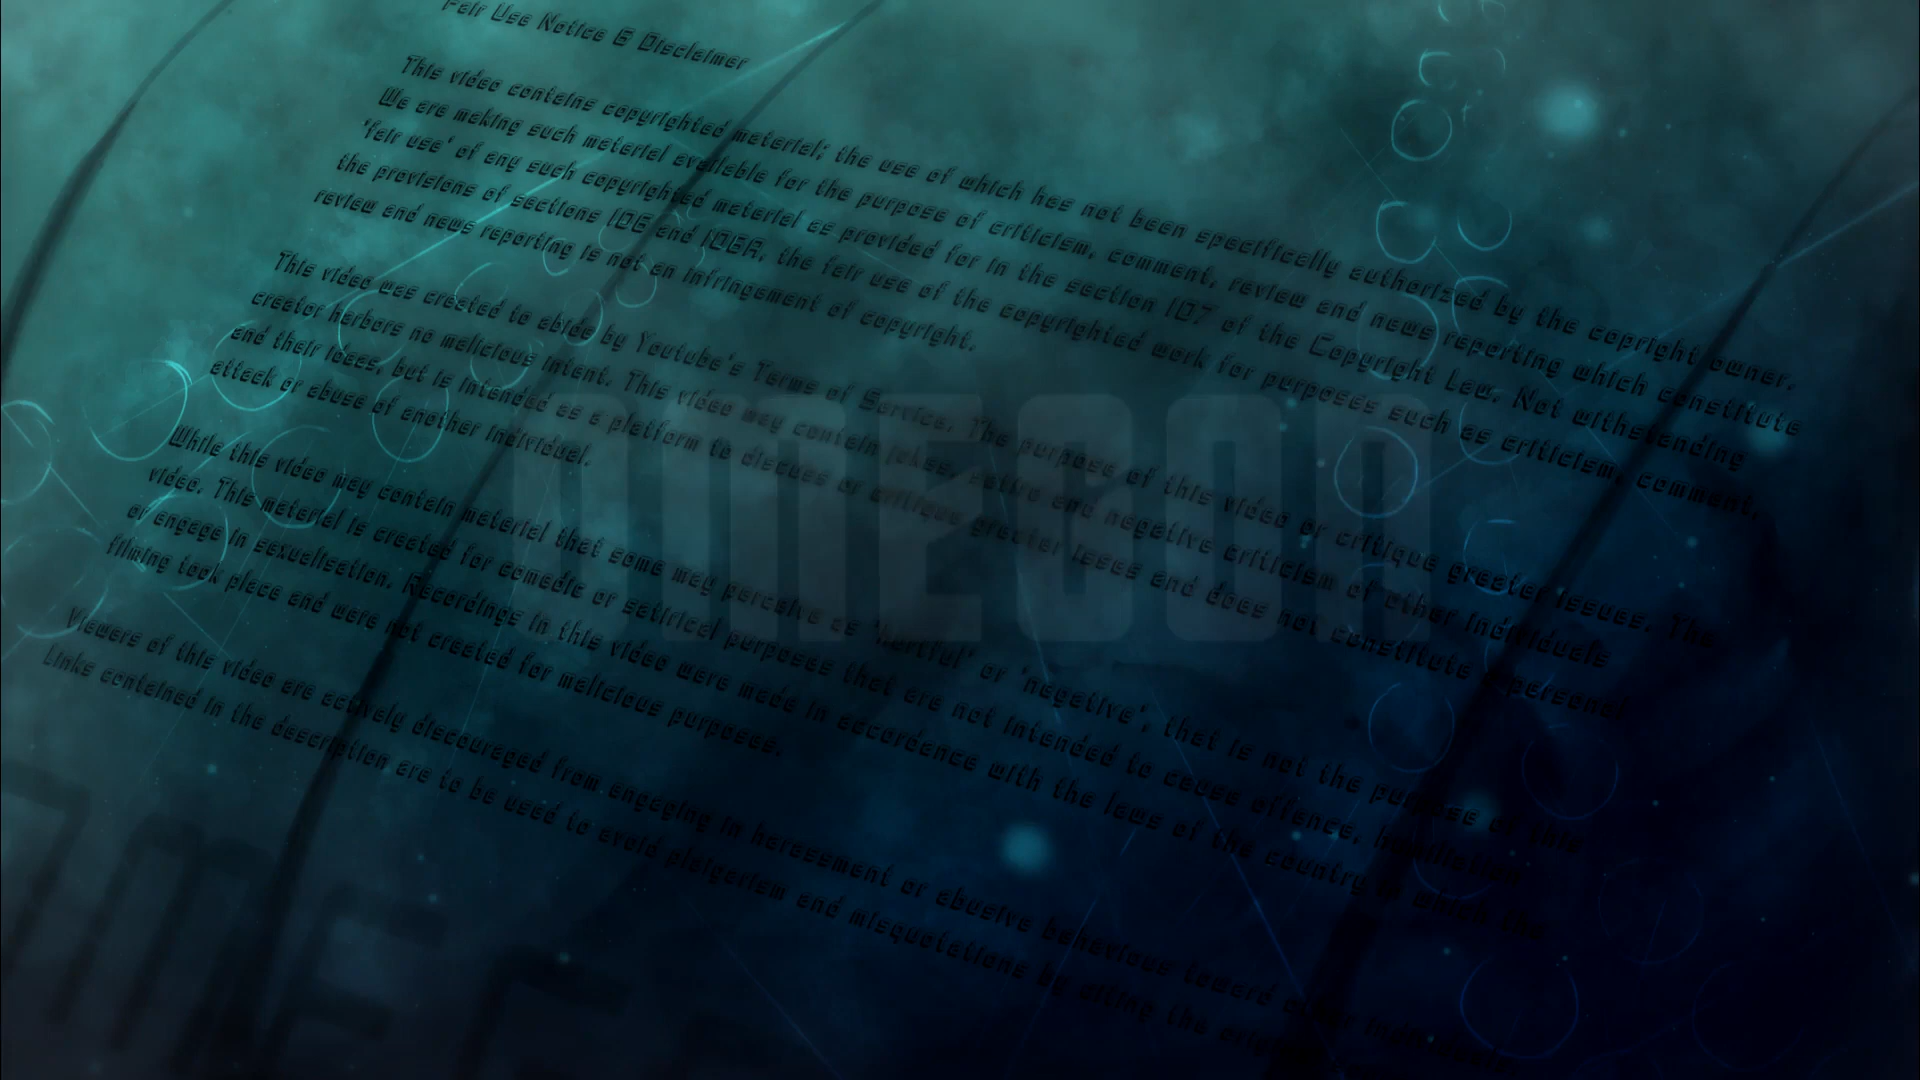 Fair Use Notice & Disclaimer
This video contains copyrighted material; the use of which has not been specifically authorized by the copright owner.
We are making such material available for the purpose of criticism, comment, review and news reporting which constitute
'fair use' of any such copyrighted material as provided for in the section 107 of the Copyright Law. Not withstanding
the provisions of sections 106 and 106A, the fair use of the copyrighted work for purposes such as criticism, comment,
review and news reporting is not an infringement of copyright.
This video was created to abide by Youtube's Terms of Service. The purpose of this video or critique greater issues. The
creator harbors no malicious intent. This video may contain jokes, satire and negative criticism of other individuals
and their ideas, but is intended as a platform to discuss or critique greater isses and does not constitute a personal
attack or abuse of another inividual.
While this video may contain material that some may perceive as 'hurtful' or 'negative', that is not the purpose of this
video. This material is created for comedic or satirical purposes that are not intended to cause offence, humiliation
or engage in sexualisation. Recordings in this video were made in accordance with the laws of the country in which the
filming took place and were not created for malicious purposes.
Viewers of this video are actively discouraged from engaging in harassment or abusive behaviour toward other individuals
Links contained in the description are to be used to avoid plaigerism and misquotations by citing the
OMEGON